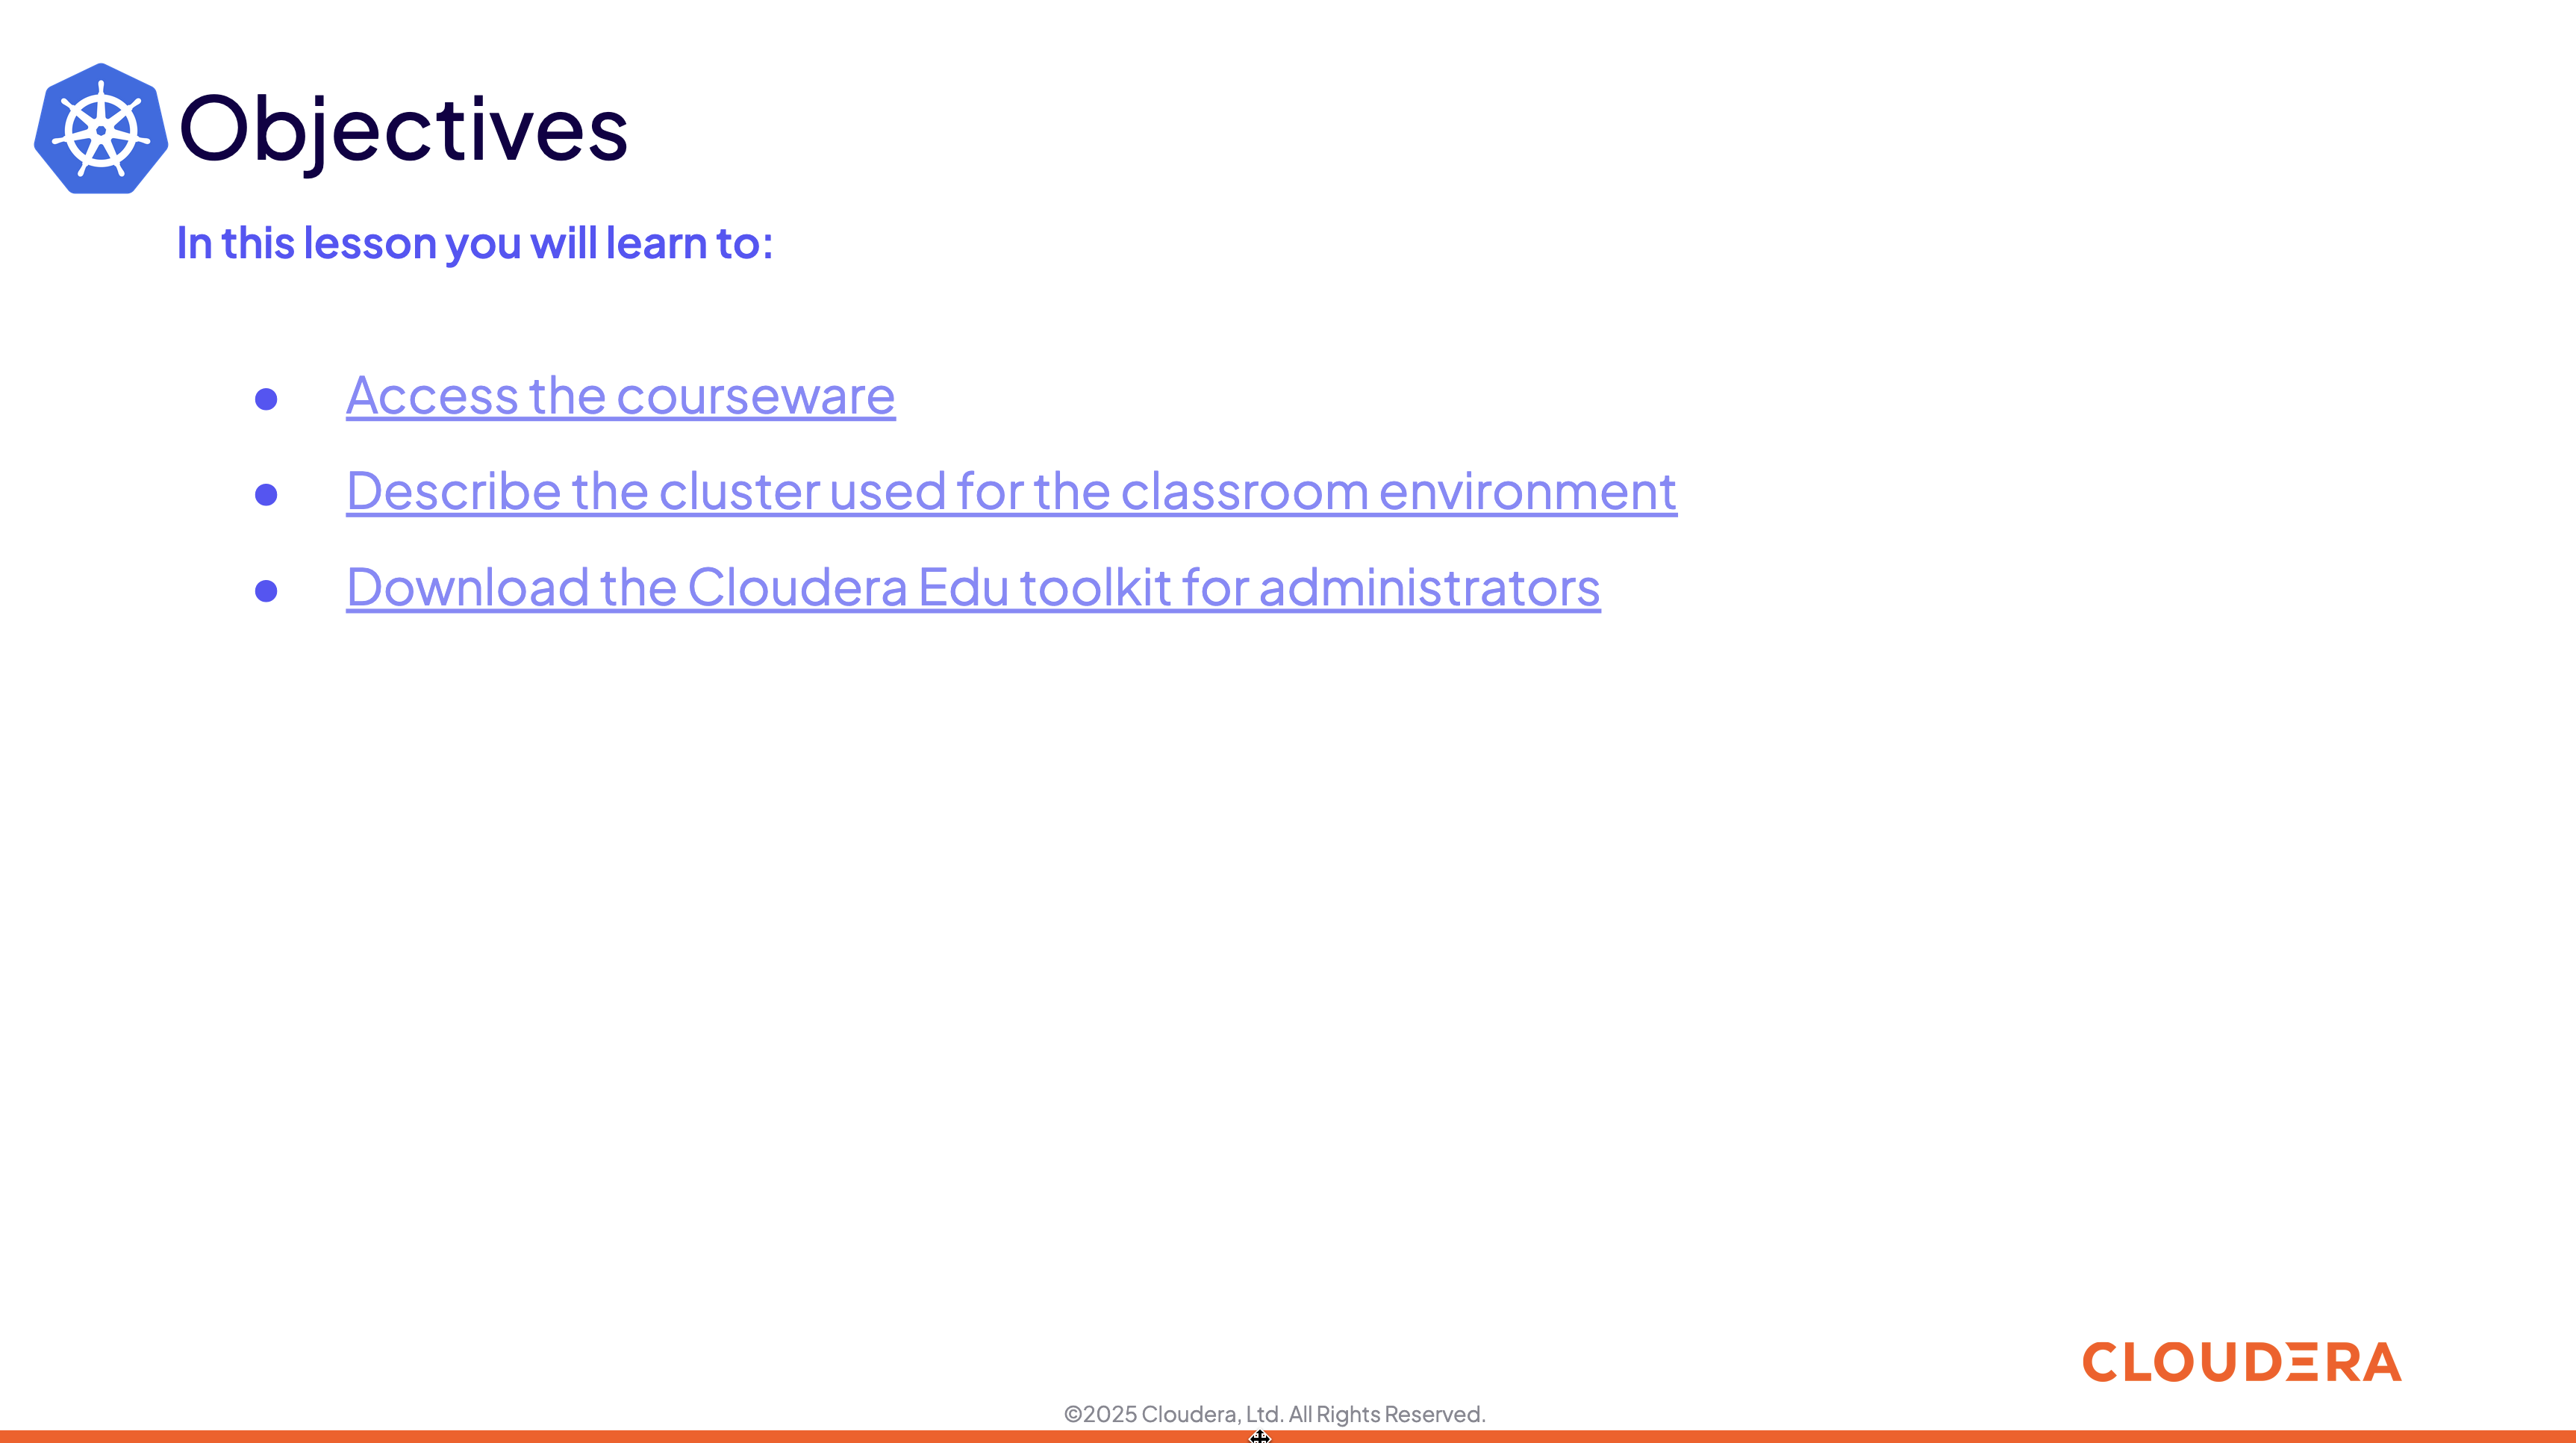 Objectives
In this lesson you will learn to:
● Access the courseware
● Describe the cluster used for the classroom environment
● Download the Cloudera Edu toolkit for administrators
CLOUDERA
©2025 Cloudera, Ltd. All Rights Reserved.